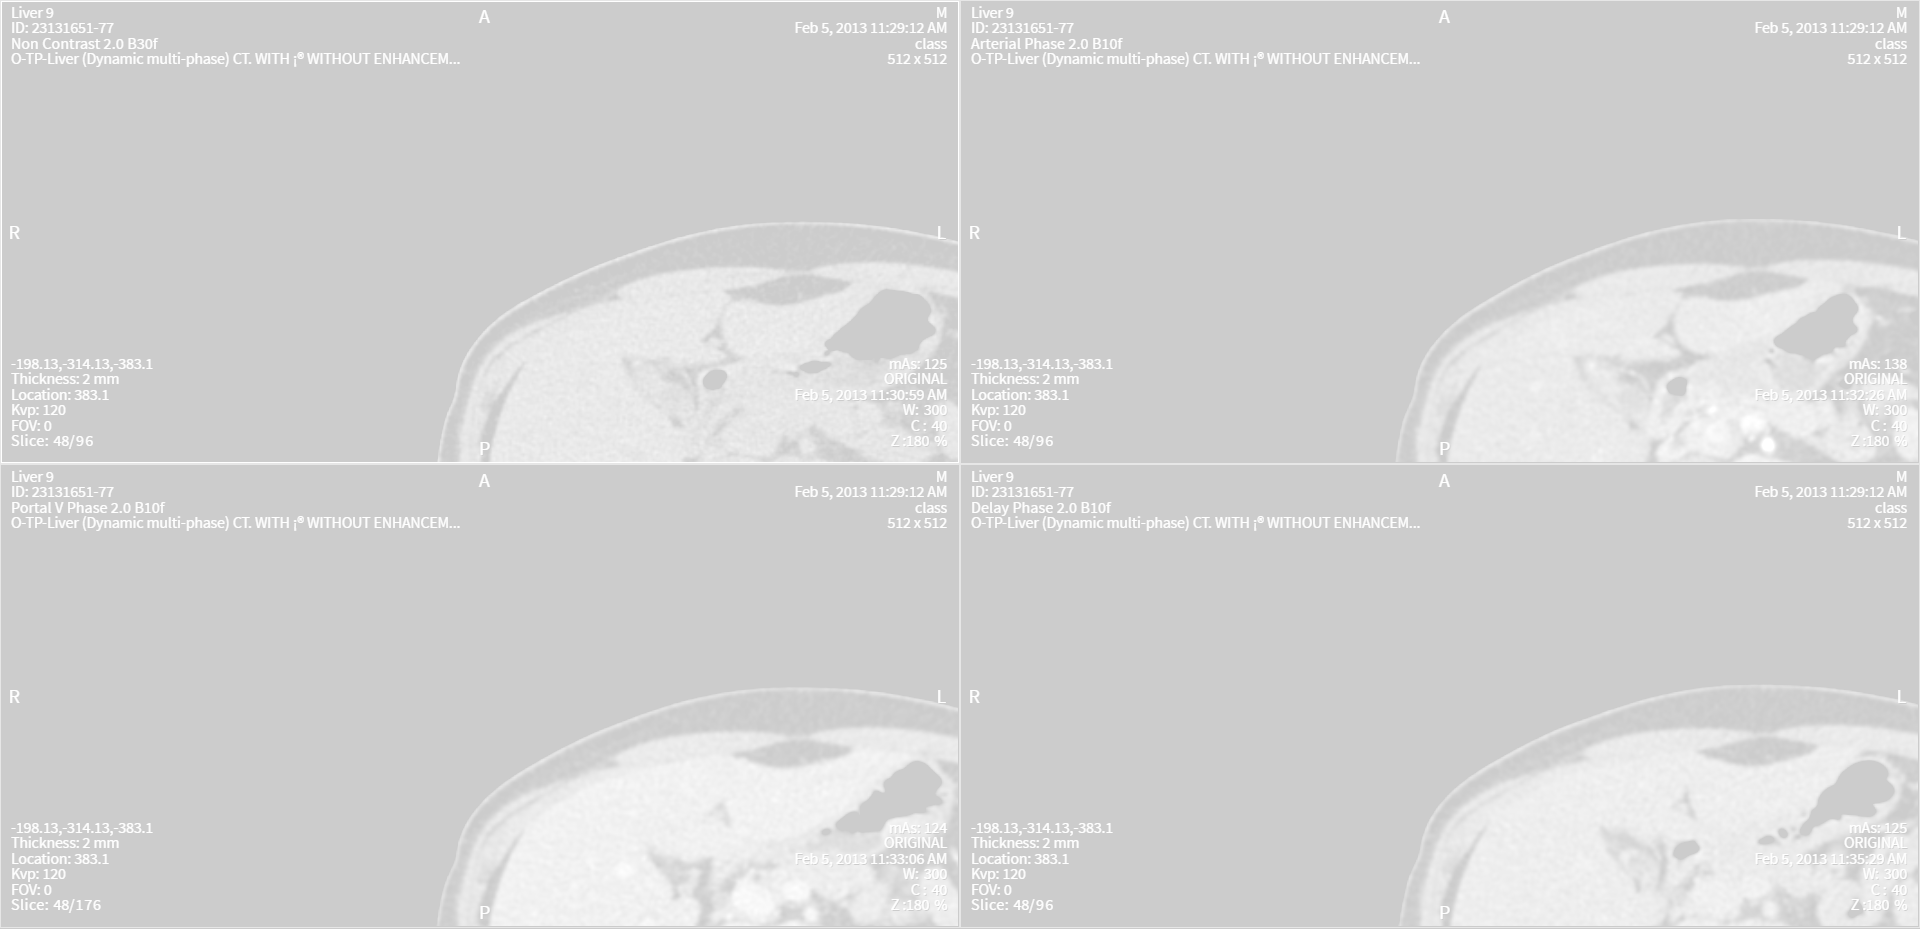 Liver 9
ID: 23131651-77
Non Contrast 2.0 B30f
O-TP-Liver (Dynamic multi-phase) CT. WITH ¡® WITHOUT ENHANCEM...
A
M
Feb 5, 2013 11:29:12 AM
class
512 x 512
R
L
-198.13,-314.13,-383.1
Thickness: 2 mm
Location: 383.1
Kvp: 120
FOV: 0
Slice: 48/96
P
mAs: 125
ORIGINAL
Feb 5, 2013 11:30:59 AM
W: 300
C : 40
Z :180 %
Liver 9
ID: 23131651-77
Arterial Phase 2.0 B10f
O-TP-Liver (Dynamic multi-phase) CT. WITH ¡® WITHOUT ENHANCEM...
A
M
Feb 5, 2013 11:29:12 AM
class
512 x 512
R
L
-198.13,-314.13,-383.1
Thickness: 2 mm
Location: 383.1
Kvp: 120
FOV: 0
Slice: 48/96
P
mAs: 138
ORIGINAL
Feb 5, 2013 11:32:26 AM
W: 300
C : 40
Z :180 %
Liver 9
ID: 23131651-77
Portal V Phase 2.0 B10f
O-TP-Liver (Dynamic multi-phase) CT. WITH ¡® WITHOUT ENHANCEM...
A
M
Feb 5, 2013 11:29:12 AM
class
512 x 512
R
L
-198.13,-314.13,-383.1
Thickness: 2 mm
Location: 383.1
Kvp: 120
FOV: 0
Slice: 48/176
P
mAs: 124
ORIGINAL
Feb 5, 2013 11:33:06 AM
W: 300
C : 40
Z :180 %
Liver 9
ID: 23131651-77
Delay Phase 2.0 B10f
O-TP-Liver (Dynamic multi-phase) CT. WITH ¡® WITHOUT ENHANCEM...
A
M
Feb 5, 2013 11:29:12 AM
class
512 x 512
R
L
-198.13,-314.13,-383.1
Thickness: 2 mm
Location: 383.1
Kvp: 120
FOV: 0
Slice: 48/96
P
mAs: 125
ORIGINAL
Feb 5, 2013 11:35:29 AM
W: 300
C : 40
Z :180 %